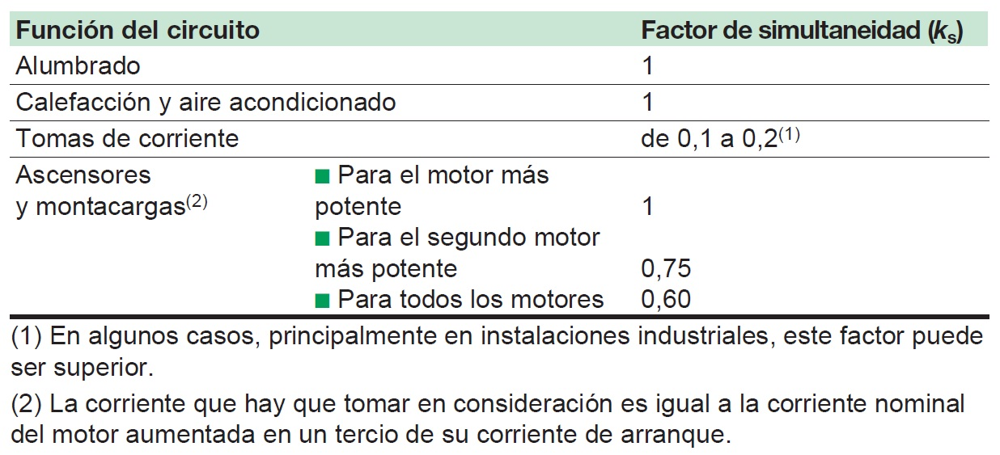 Función del circuito Factor de simultaneidad (ks)
Alumbrado 1
Calefacción y aire acondicionado 1
Tomas de corriente de 0,1 a 0,2(1)
Ascensores ■ Para el motor más
y montacargas(2) potente 1
■ Para el segundo motor
más potente 0,75
■ Para todos los motores 0,60
(1) En algunos casos, principalmente en instalaciones industriales, este factor puede
ser superior.
(2) La corriente que hay que tomar en consideración es igual a la corriente nominal
del motor aumentada en un tercio de su corriente de arranque.